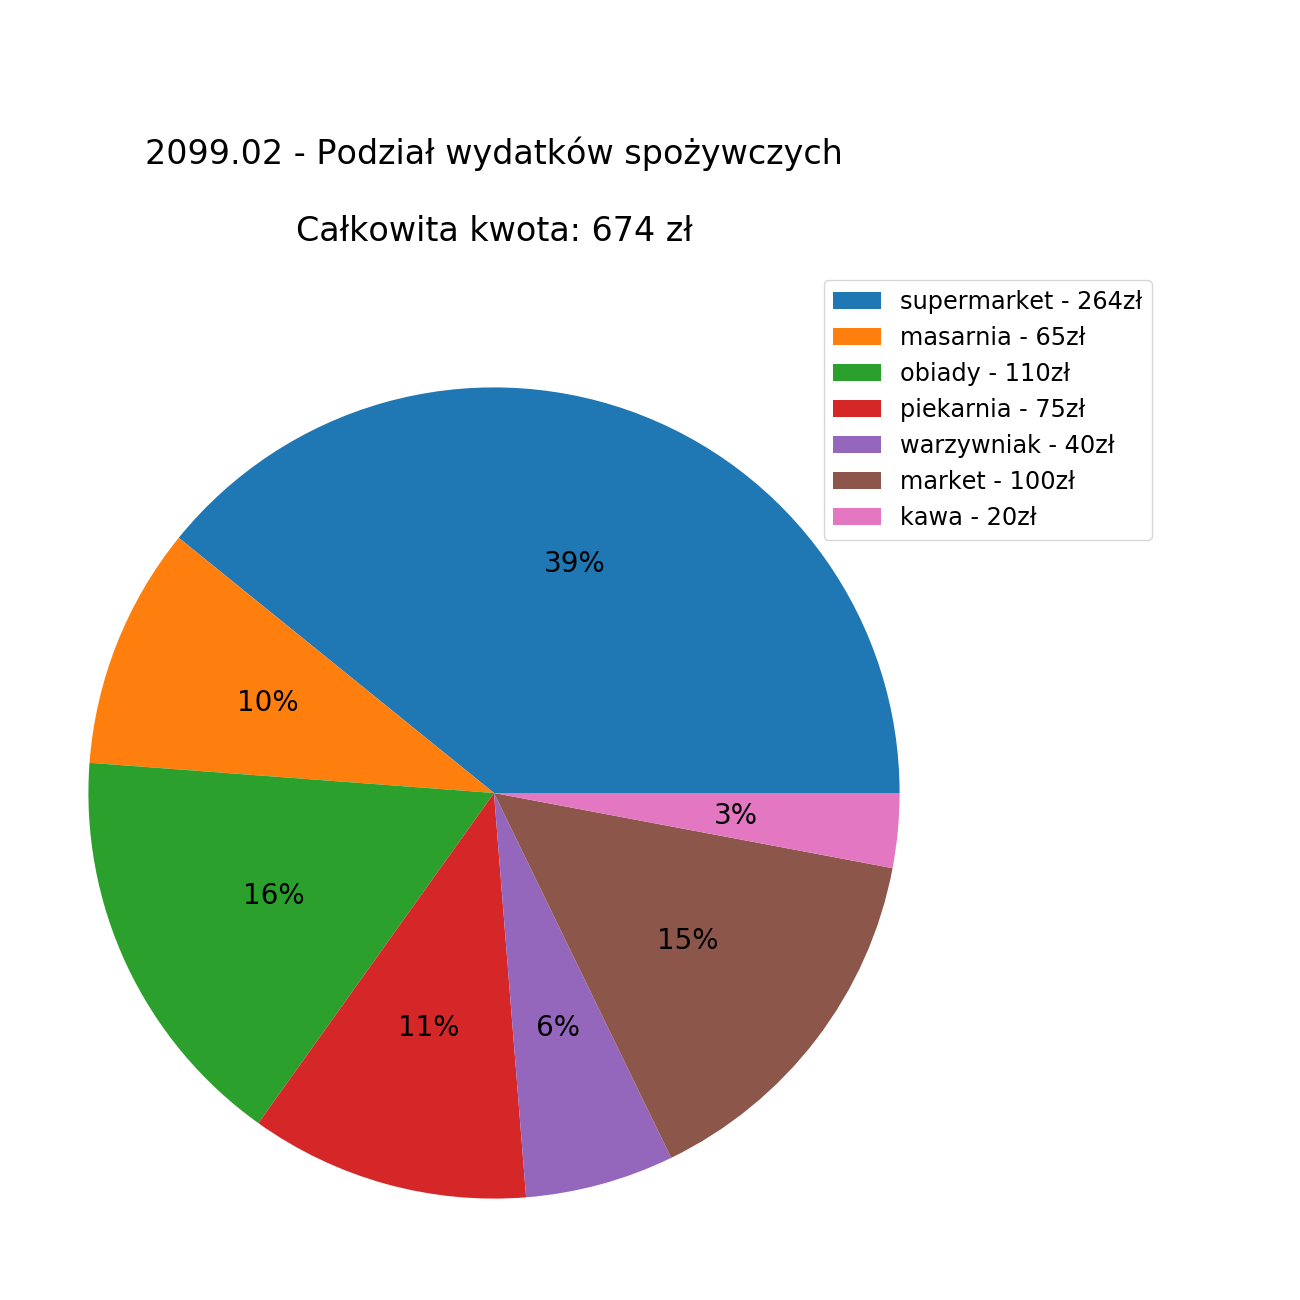 2099.02 - Podział wydatków spożywczych
Całkowita kwota: 674 zł
supermarket - 264zł
masarnia - 65zł
obiady - 110zł
piekarnia - 75zł
warzywniak - 40zł
market - 100zł
kawa - 20zł
39%
10%
3%
16%
15%
11%
6%